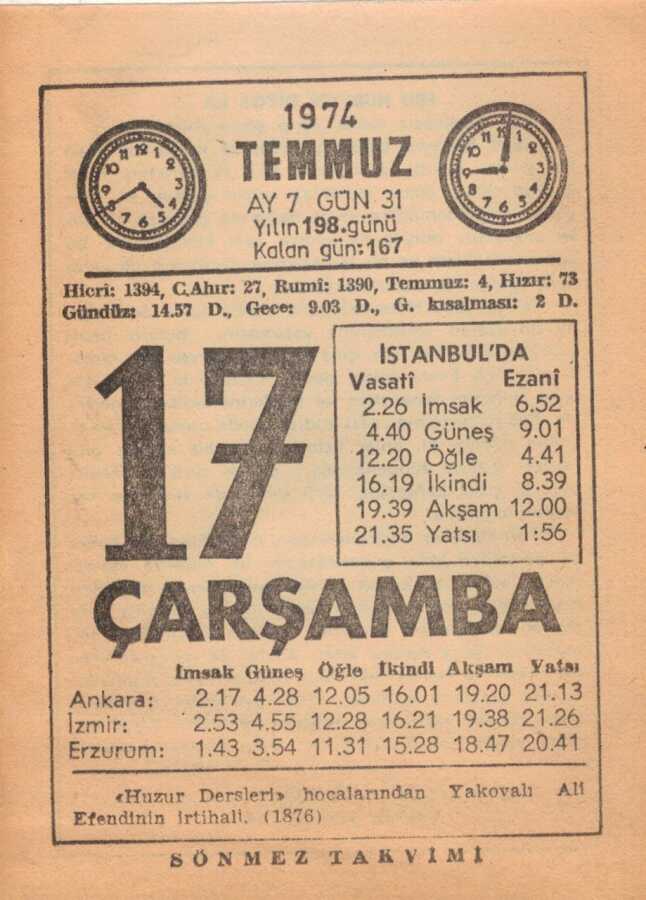 1974
TEMMUZ
AY 7 GÜN 31
Yılın 198.günü
Kalan gün:167
Hicrî: 1394, C.Ahır: 27, Rumî: 1390, Temmuz: 4, Hızır: 73
Gündüz: 14.57 D., Gece: 9.03 D., G. kısalması: 2 D.
17
İSTANBUL'DA
Vasatî Ezanî
2.26 İmsak 6.52
4.40 Güneş 9.01
12.20 Öğle 4.41
16.19 İkindi 8.39
19.39 Akşam 12.00
21.35 Yatsı 1:56
ÇARŞAMBA
İmsak Güneş Öğle İkindi Akşam Yatsı
Ankara: 2.17 4.28 12.05 16.01 19.20 21.13
İzmir: 2.53 4.55 12.28 16.21 19.38 21.26
Erzurum: 1.43 3.54 11.31 15.28 18.47 20.41
«Huzur Dersleri» hocalarından Yakovalı Ali
Efendinin irtihali. (1876)
SÖNMEZ TAKVİMİ